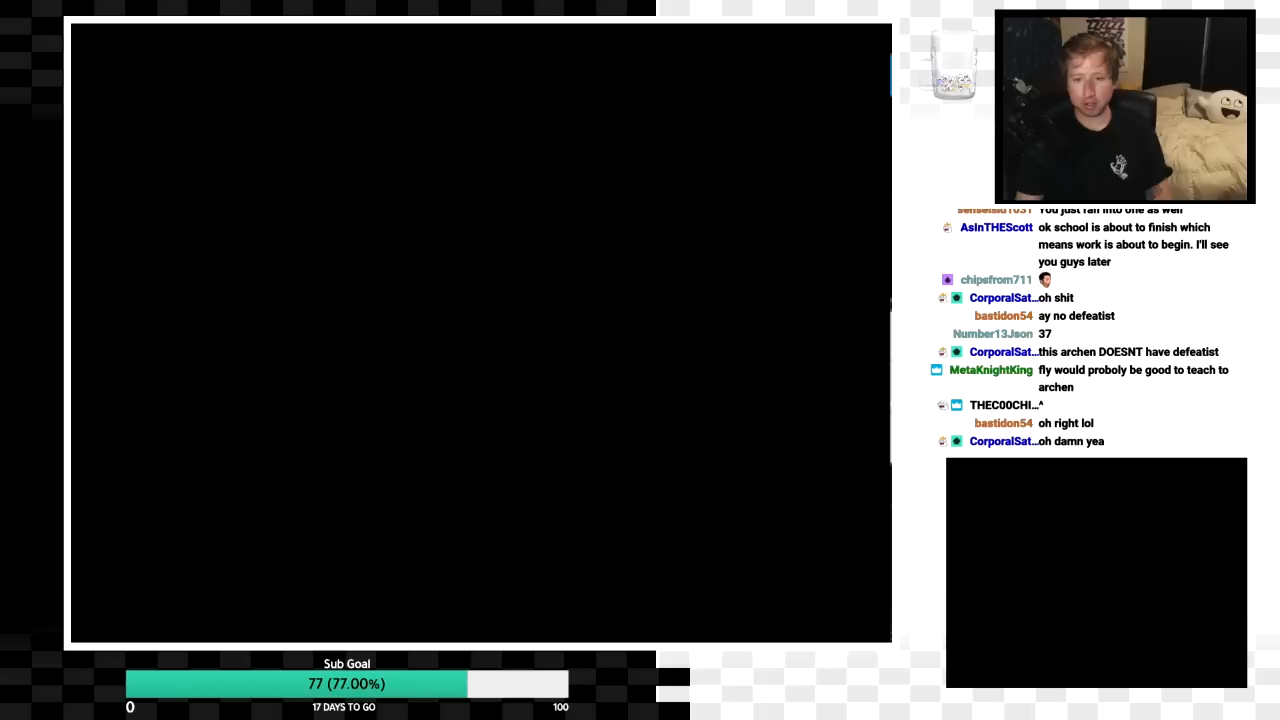 senseisid1031 You just ran into one as well
AsInTHEScott ok school is about to finish which
means work is about to begin. I'll see
you guys later
chipsfrom711
CorporalSat... oh shit
bastidon54 ay no defeatist
Number13Json 37
CorporalSat... this archen DOESNT have defeatist
MetaKnightKing fly would proboly be good to teach to
archen
THEC00CHI... ^
bastidon54 oh right lol
CorporalSat... oh damn yea
Sub Goal
77 (77.00%)
0 17 DAYS TO GO 100